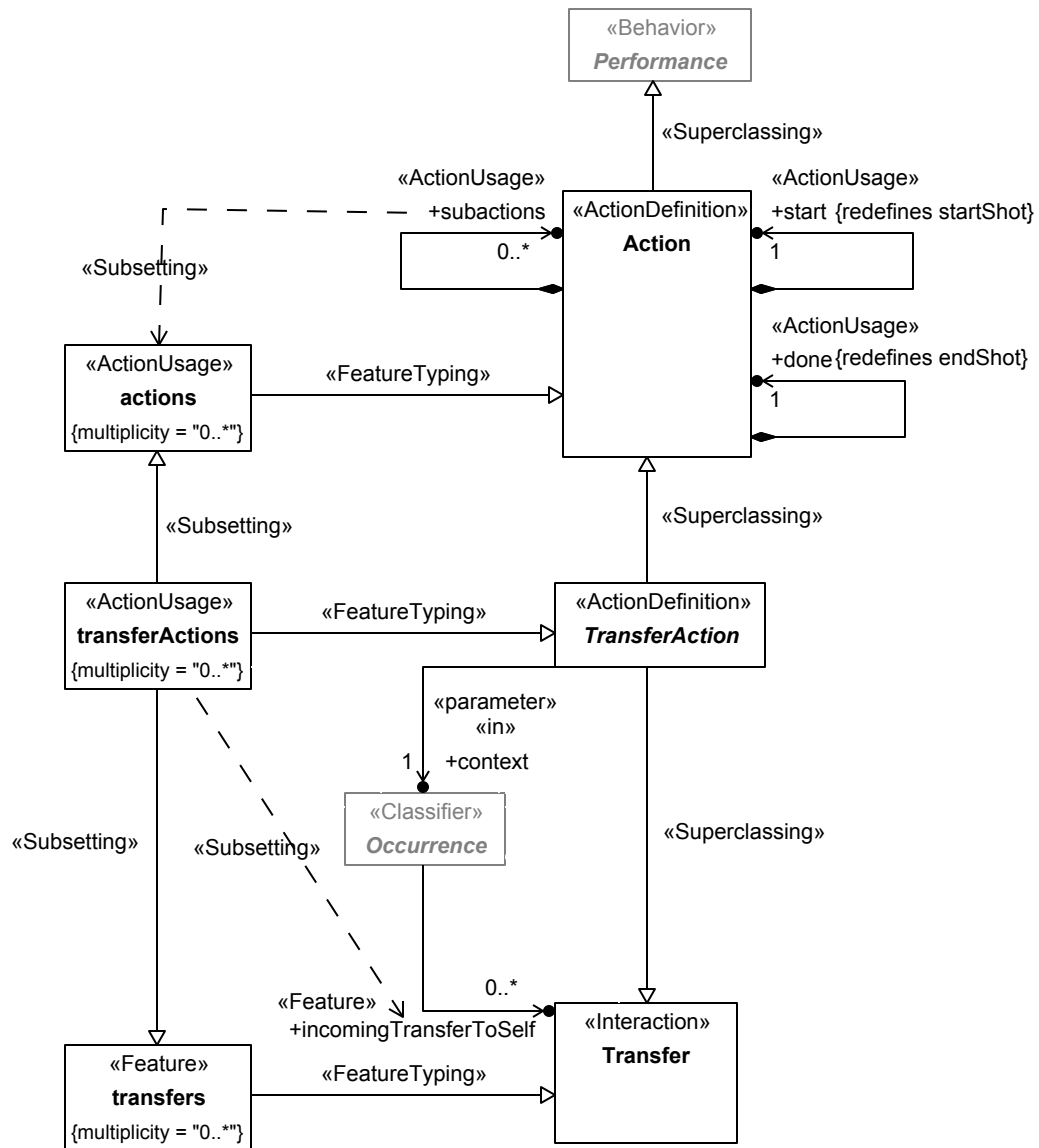 «Behavior»
Performance
«Superclassing»
«ActionUsage»
+subactions
0..*
«ActionDefinition»
Action
«ActionUsage»
+start {redefines startShot}
1
«Subsetting»
«ActionUsage»
+done {redefines endShot}
1
«ActionUsage»
actions
{multiplicity = "0..*"}
«FeatureTyping»
«Subsetting»
«Superclassing»
«ActionUsage»
transferActions
{multiplicity = "0..*"}
«FeatureTyping»
«ActionDefinition»
TransferAction
«parameter»
«in»
1 +context
«Classifier»
Occurrence
«Subsetting»
«Subsetting»
«Superclassing»
0..*
«Feature»
+incomingTransferToSelf
«Interaction»
Transfer
«Feature»
transfers
{multiplicity = "0..*"}
«FeatureTyping»